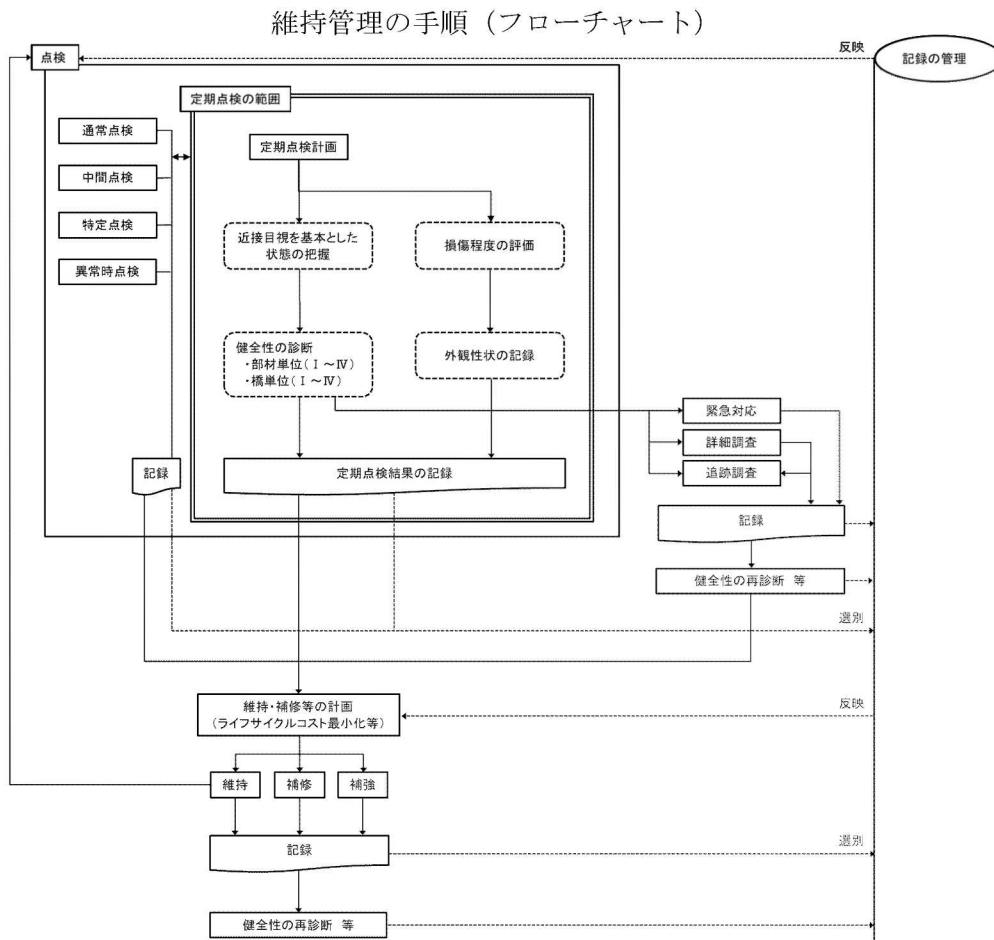 維持管理の手順（フローチャート）
点検
反映
記録の管理
定期点検の範囲
通常点検
中間点検
特定点検
異常時点検
定期点検計画
近接目視を基本とした
状態の把握
損傷程度の評価
健全性の診断
・部材単位（Ⅰ～Ⅳ）
・橋単位（Ⅰ～Ⅳ）
外観性状の記録
緊急対応
詳細調査
追跡調査
記録
定期点検結果の記録
記録
健全性の再診断 等
選別
維持・補修等の計画
（ライフサイクルコスト最小化等）
反映
維持
補修
補強
記録
選別
健全性の再診断 等